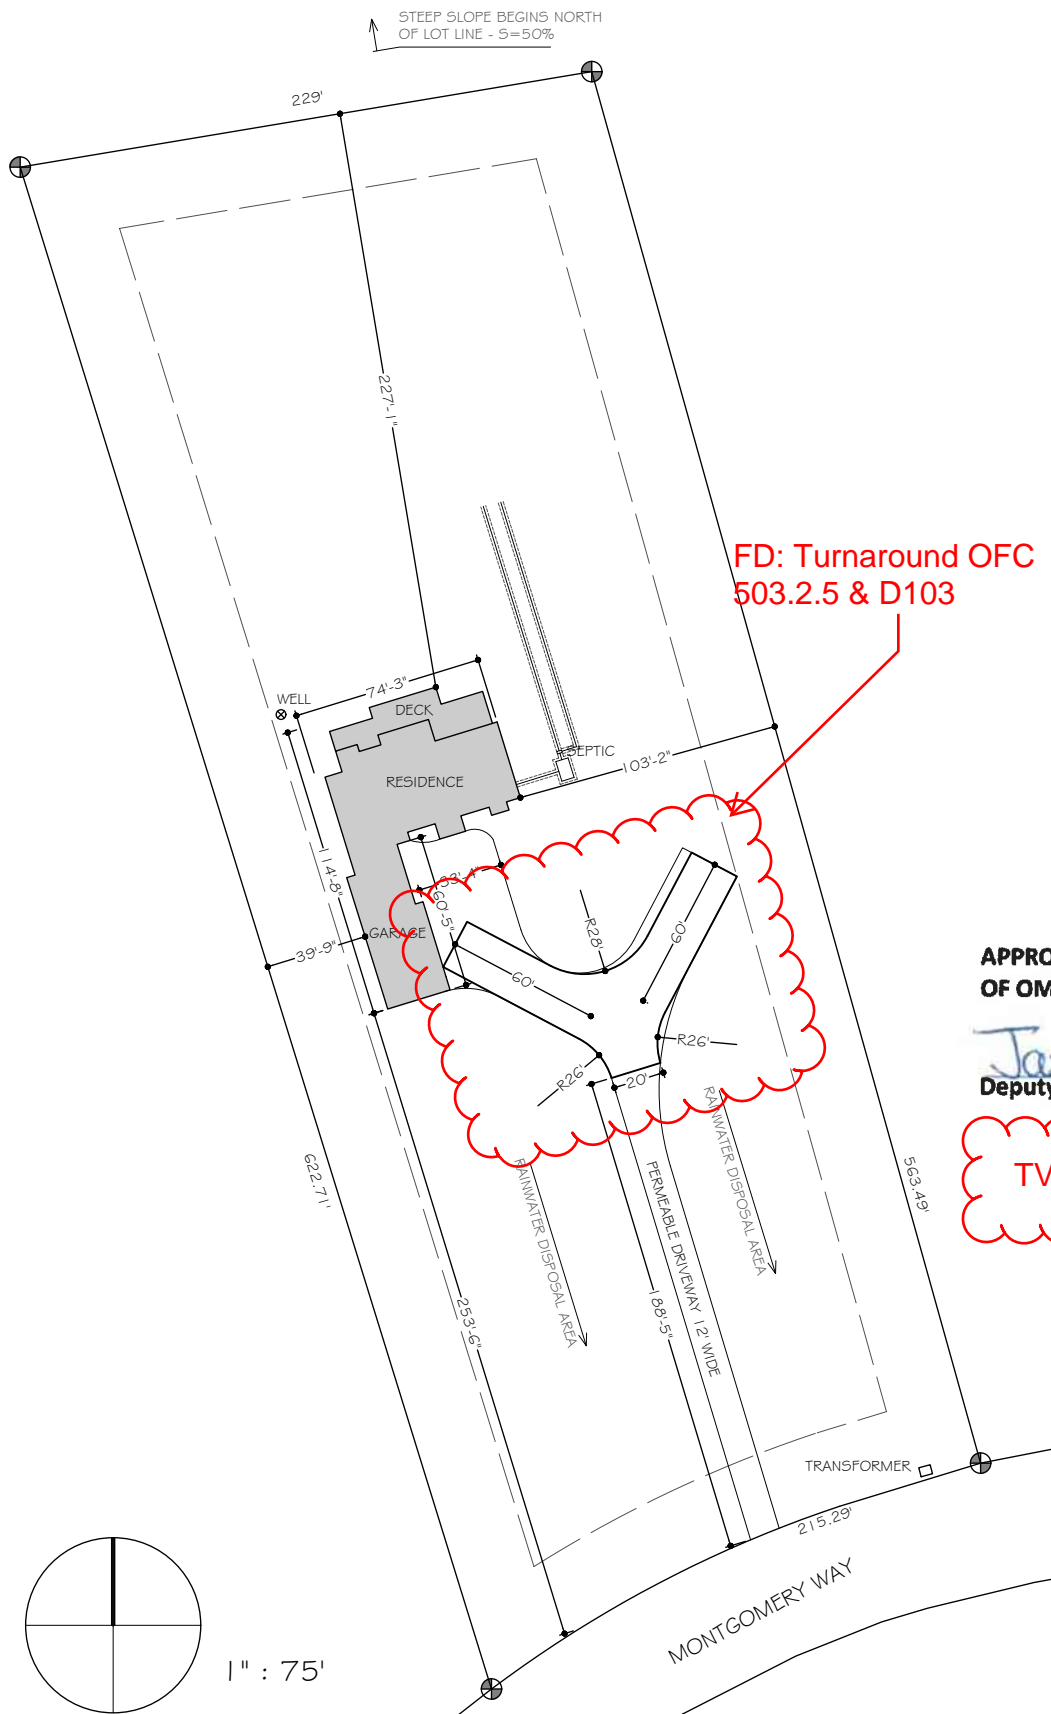 STEEP SLOPE BEGINS NORTH
OF LOT LINE - S=50%
229'
227'-1"
FD: Turnaround OFC
503.2.5 & D103
WELL
74'-3"
DECK
SEPTIC
RESIDENCE
103'-2"
114'-8"
33'-4"
60'-5"
GARAGE
39'-9"
R28'
60'
60'
R26'
R26'
20'
APPRO
OF OM
Deputy
TV
RAINWATER DISPOSAL AREA
RAINWATER DISPOSAL AREA
PERMEABLE DRIVEWAY 12' WIDE
622.71'
563.49'
253'-6"
188'-5"
TRANSFORMER
215.29'
MONTGOMERY WAY
1" : 75'